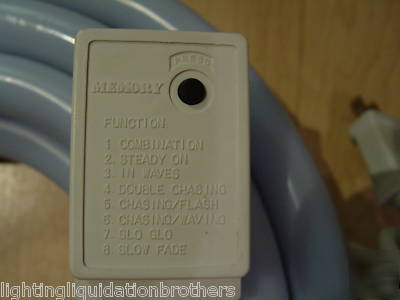 PRESS
MEMORY
FUNCTION:
1 COMBINATION
2. STEADY ON
3. IN WAVES
4 DOUBLE CHASING
5 CHASING/FLASH
6 CHASING/WAVING
7 SLO GLO
8 SLOW FADE
lightingliquidationbrothers